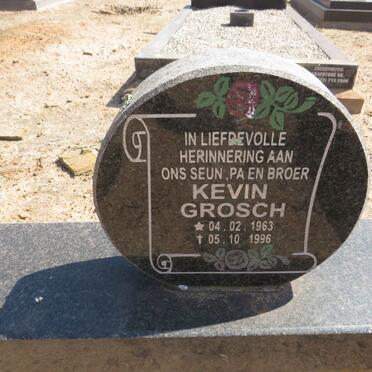 IN LIEFDEVOLLE
HERINNERING AAN
ONS SEUN ,PA EN BROER
KEVIN
GROSCH
★ 04 . 02 . 1963
✝ 05 . 10 . 1996